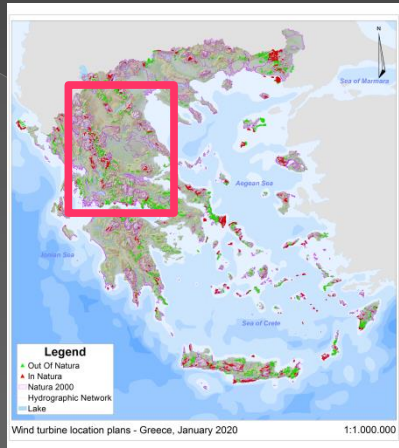 Sea of Marmara
Aegean Sea
Ionian Sea
Sea of Crete
Legend
Out Of Natura
In Natura
Natura 2000
Hydrographic Network
Lake
Wind turbine location plans - Greece, January 2020
1:1.000.000